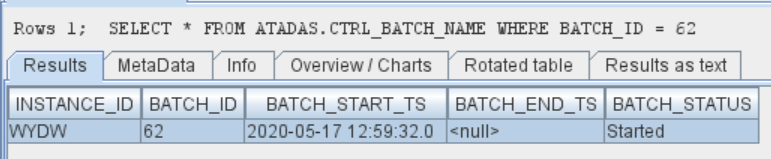 Rows 1; SELECT * FROM ATADAS.CTRL_BATCH_NAME WHERE BATCH_ID = 62
Results MetaData Info Overview / Charts Rotated table Results as text
INSTANCE_ID BATCH_ID BATCH_START_TS BATCH_END_TS BATCH_STATUS
WYDW 62 2020-05-17 12:59:32.0 <null> Started